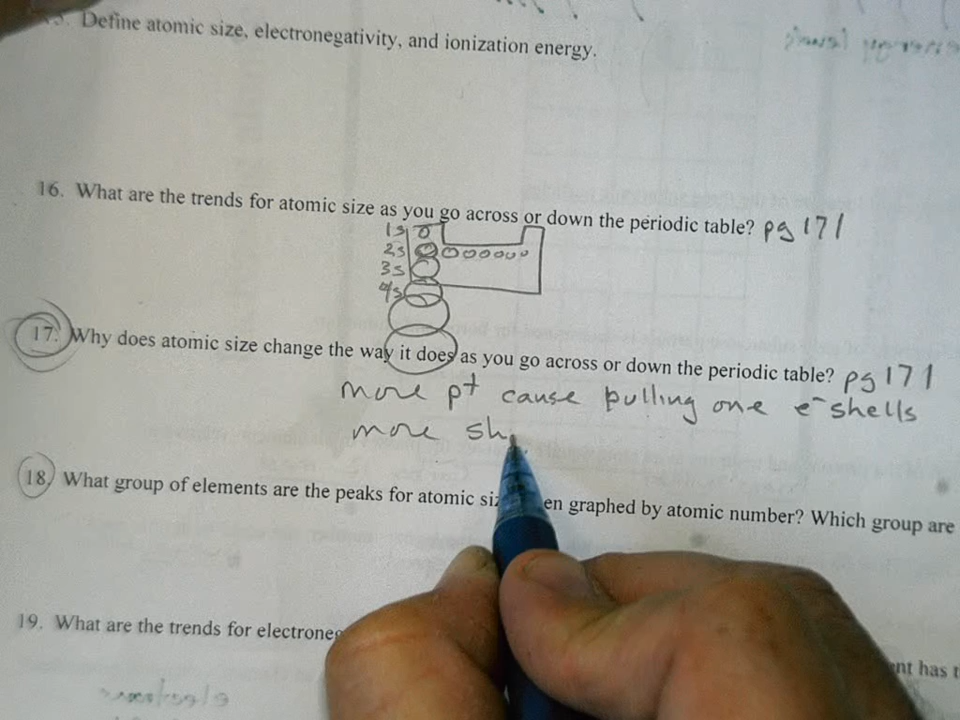 15. Define atomic size, electronegativity, and ionization energy.
16. What are the trends for atomic size as you go across or down the periodic table? pg 171
1s
2s
3s
4s
17. Why does atomic size change the way it does as you go across or down the periodic table? pg 171
more p+ cause pulling one e- shells
more sh
18. What group of elements are the peaks for atomic en graphed by atomic number? Which group are
19. What are the trends for has